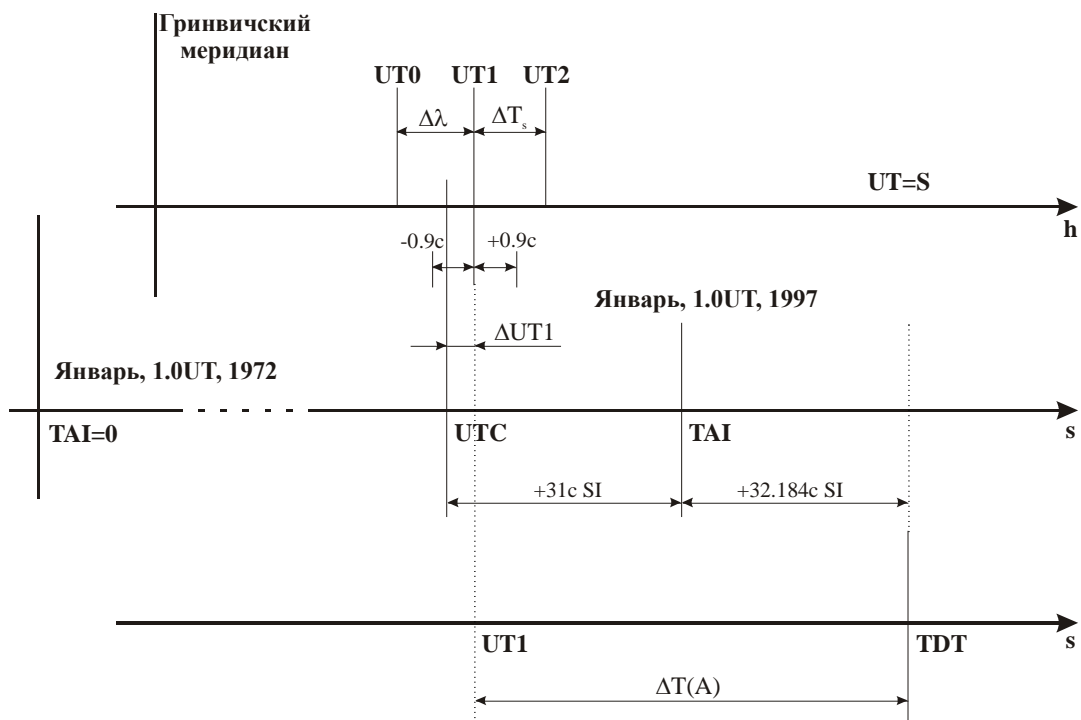 Гринвичский
меридиан
UT0 UT1 UT2
Δλ ΔTs
UT=S
h
-0.9c +0.9c
Январь, 1.0UT, 1997
ΔUT1
Январь, 1.0UT, 1972
TAI=0 UTC TAI s
+31c SI +32.184c SI
UT1 TDT s
ΔT(A)